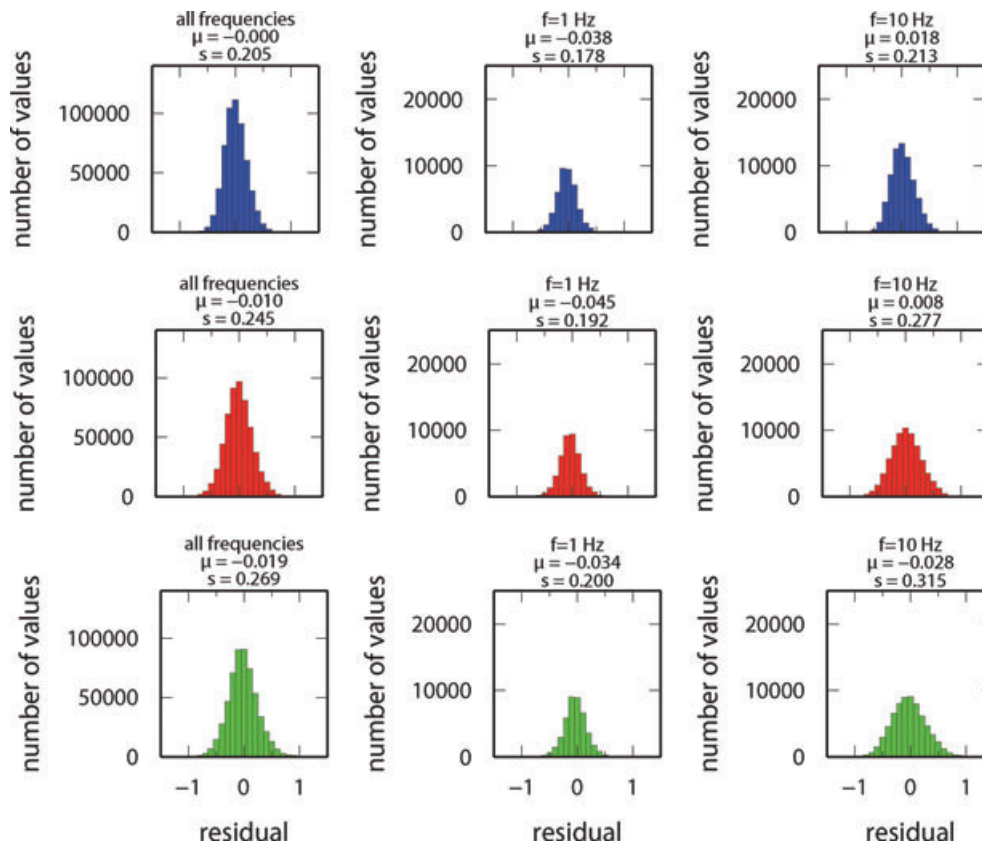 all frequencies
μ = −0.000
s = 0.205
number of values
100000
50000
0
f=1 Hz
μ = −0.038
s = 0.178
number of values
20000
10000
0
f=10 Hz
μ = 0.018
s = 0.213
number of values
20000
10000
0
all frequencies
μ = −0.010
s = 0.245
number of values
100000
50000
0
f=1 Hz
μ = −0.045
s = 0.192
number of values
20000
10000
0
f=10 Hz
μ = 0.008
s = 0.277
number of values
20000
10000
0
all frequencies
μ = −0.019
s = 0.269
number of values
100000
50000
0
−1 0 1
residual
f=1 Hz
μ = −0.034
s = 0.200
number of values
20000
10000
0
−1 0 1
residual
f=10 Hz
μ = −0.028
s = 0.315
number of values
20000
10000
0
−1 0 1
residual